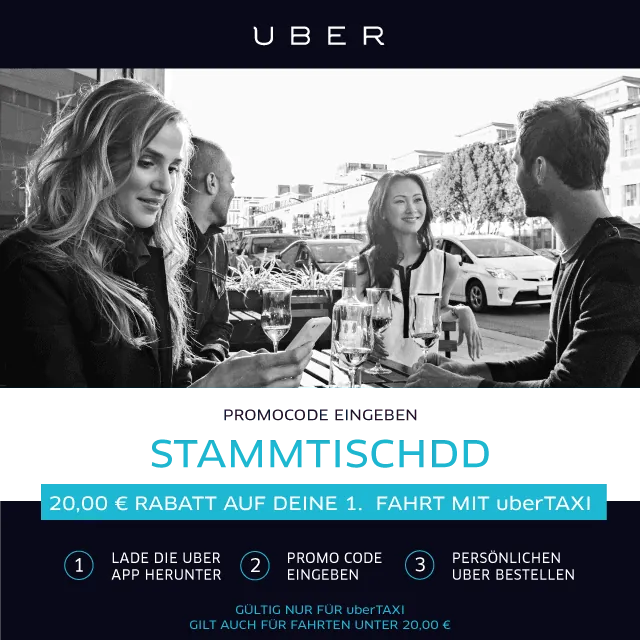 UBER
PROMOCODE EINGEBEN
STAMMTISCHDD
20,00 € RABATT AUF DEINE 1. FAHRT MIT uberTAXI
1 LADE DIE UBER
APP HERUNTER
2 PROMO CODE
EINGEBEN
3 PERSÖNLICHEN
UBER BESTELLEN
GÜLTIG NUR FÜR uberTAXI
GILT AUCH FÜR FAHRTEN UNTER 20,00 €